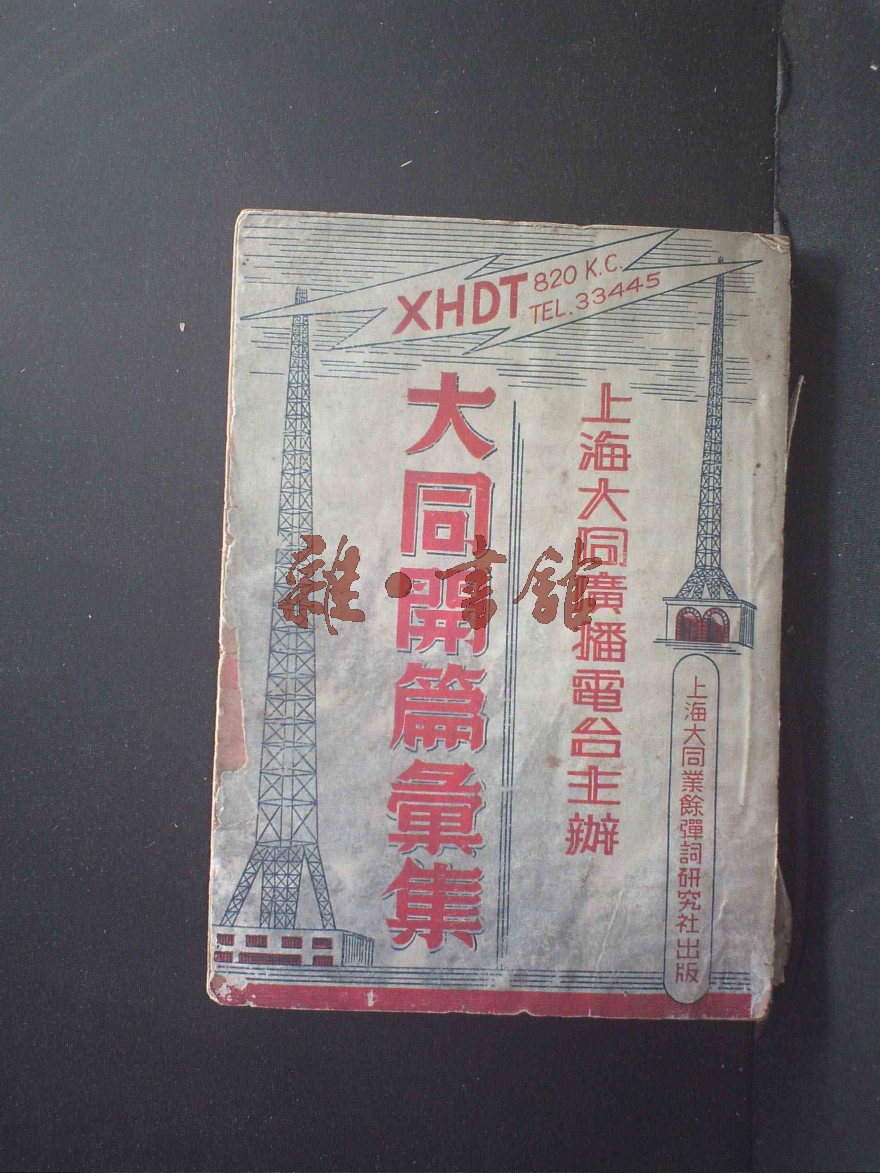 XHDT 820 K.C.
TEL. 33445
上海大同廣播電台主辦
大同開篇彙集
上海大同業餘彈詞研究社出版
雜·書館